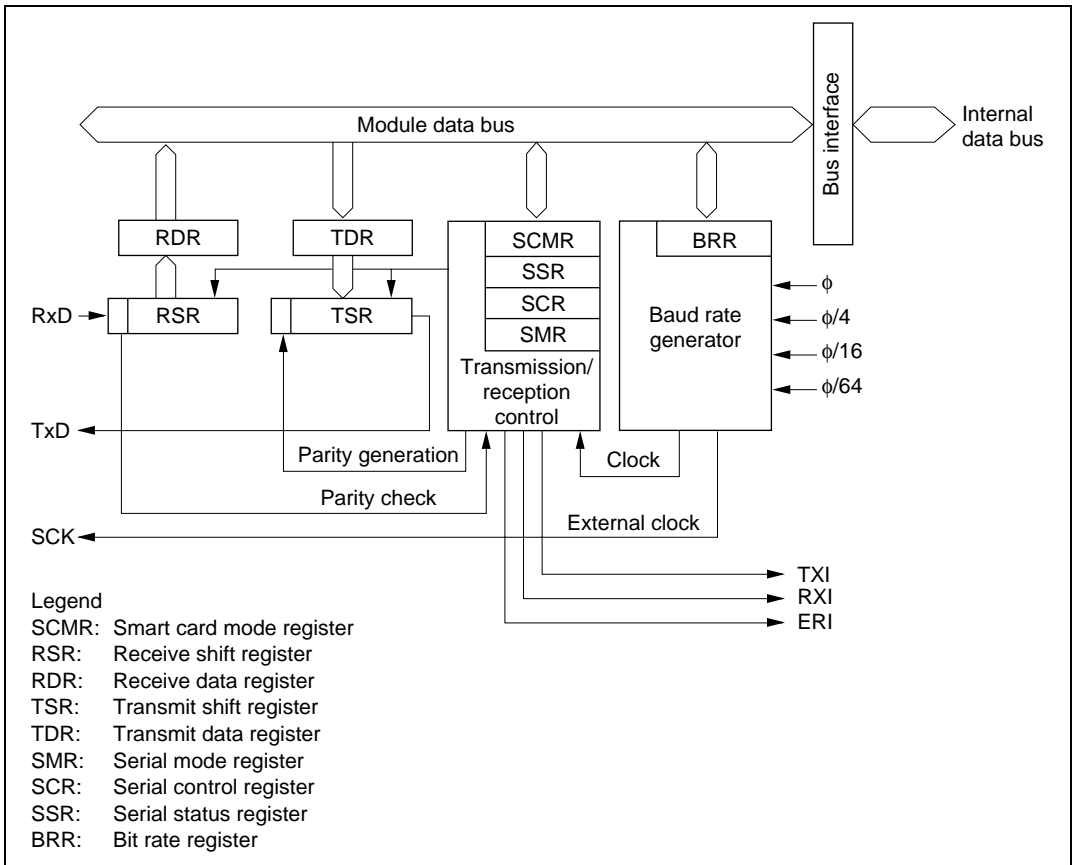 Module data bus
Bus interface
Internal
data bus
RDR
TDR
SCMR
SSR
SCR
SMR
Transmission/
reception
control
BRR
Baud rate
generator
φ
φ/4
φ/16
φ/64
RxD
RSR
TSR
TxD
Parity generation
Parity check
Clock
External clock
SCK
TXI
RXI
ERI
Legend
SCMR: Smart card mode register
RSR: Receive shift register
RDR: Receive data register
TSR: Transmit shift register
TDR: Transmit data register
SMR: Serial mode register
SCR: Serial control register
SSR: Serial status register
BRR: Bit rate register